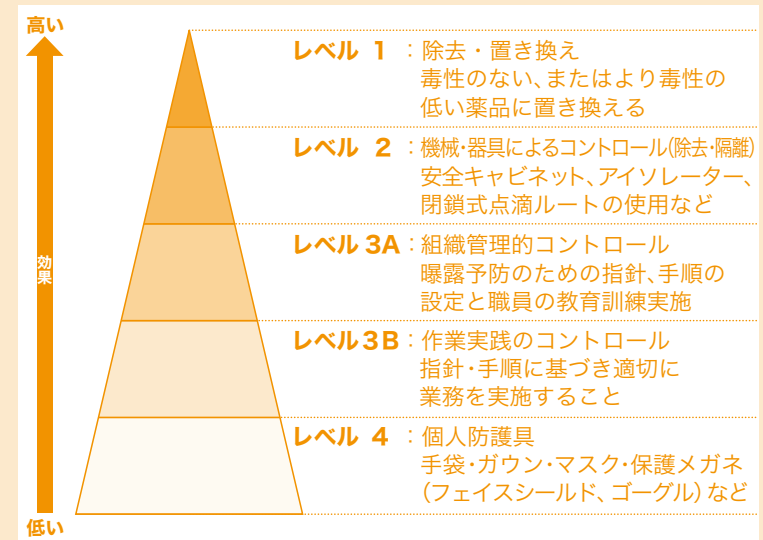 高い
レベル 1 ：除去・置き換え
毒性のない、またはより毒性の
低い薬品に置き換える
レベル 2 ：機械・器具によるコントロール(除去・隔離)
安全キャビネット、アイソレーター、
閉鎖式点滴ルートの使用など
レベル 3A：組織管理的コントロール
曝露予防のための指針、手順の
設定と職員の教育訓練実施
効果
レベル 3B：作業実践のコントロール
指針・手順に基づき適切に
業務を実施すること
レベル 4 ：個人防護具
手袋・ガウン・マスク・保護メガネ
(フェイスシールド、ゴーグル)など
低い